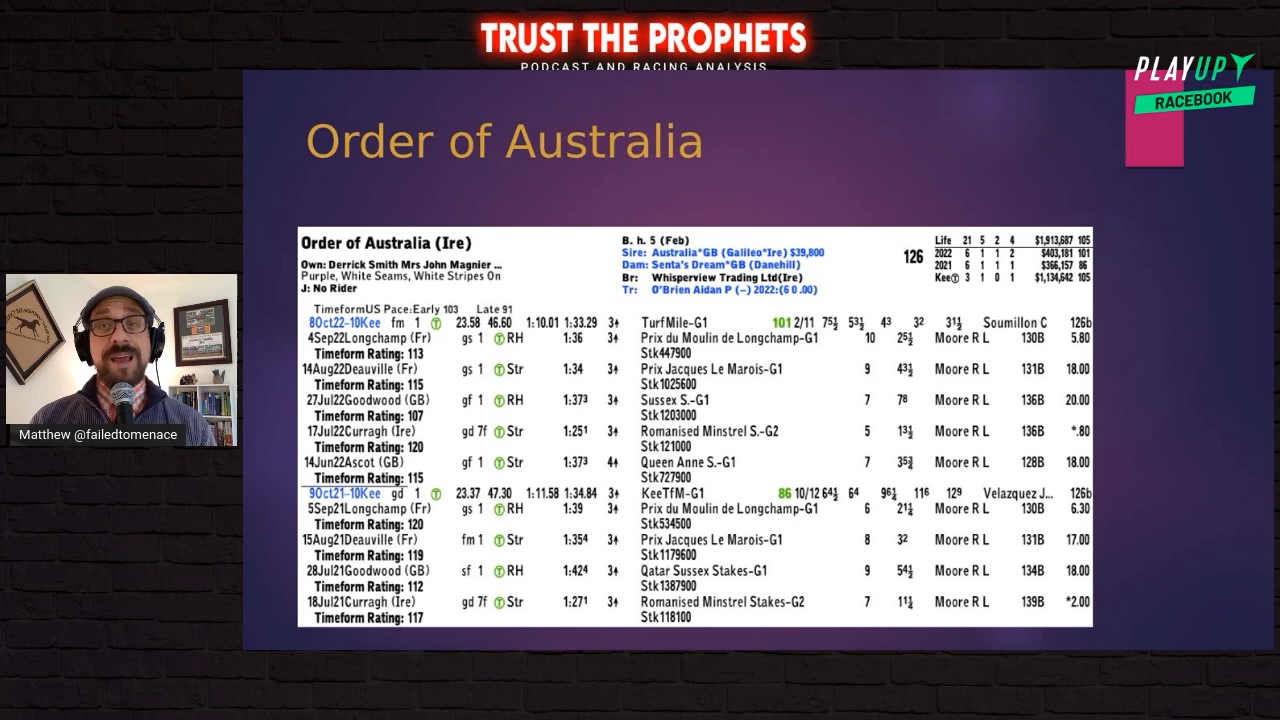 TRUST THE PROPHETS
PODCAST AND RACING ANALYSIS
PLAYUP
RACEBOOK
Order of Australia
Order of Australia (Ire)
Own: Derrick Smith Mrs John Magnier ...
Purple, White Seams, White Stripes On
J: No Rider
B. h. 5 (Feb)
Sire: Australia*GB (Galileo*Ire) $39,800
Dam: Senta's Dream*GB (Danehill)
Br: Whisperview Trading Ltd(Ire)
Tr: O'Brien Aidan P (–) 2022:(6 0 .00)
126
Life 21 5 2 4 $1,913,687 105
2022 6 1 1 2 $403,181 101
2021 6 1 1 1 $366,157 86
KeeⓉ 3 1 0 1 $1,134,642 105
TimeformUS Pace:Early 103 Late 91
8Oct22–10Kee fm 1 Ⓣ 23.58 46.60 1:10.01 1:33.29 3↑ TurfMile–G1 101 2/11 75½ 53½ 43 32 31½ Soumillon C 126b
4Sep22Longchamp (Fr) gs 1 ⓉRH 1:36 3↑ Prix du Moulin de Longchamp–G1 10 25½ Moore R L 130B 5.80
Timeform Rating: 113 Stk447900
14Aug22Deauville (Fr) gs 1 ⓉStr 1:34 3↑ Prix Jacques Le Marois–G1 9 43½ Moore R L 131B 18.00
Timeform Rating: 115 Stk1025600
27Jul22Goodwood (GB) gf 1 ⓉRH 1:373 3↑ Sussex S.–G1 7 78 Moore R L 136B 20.00
Timeform Rating: 107 Stk1203000
17Jul22Curragh (Ire) gd 7f ⓉStr 1:251 3↑ Romanised Minstrel S.–G2 5 13½ Moore R L 136B *.80
Timeform Rating: 120 Stk121000
14Jun22Ascot (GB) gf 1 ⓉStr 1:373 4↑ Queen Anne S.–G1 7 35¾ Moore R L 128B 18.00
Timeform Rating: 115 Stk727900
9Oct21–10Kee gd 1 Ⓣ 23.37 47.30 1:11.58 1:34.84 3↑ KeeTfM–G1 86 10/12 64½ 64 96¼ 116 129 Velazquez J... 126b
5Sep21Longchamp (Fr) gs 1 ⓉRH 1:39 3↑ Prix du Moulin de Longchamp–G1 6 21¼ Moore R L 130B 6.30
Timeform Rating: 120 Stk534500
15Aug21Deauville (Fr) fm 1 ⓉStr 1:354 3↑ Prix Jacques Le Marois–G1 8 32 Moore R L 131B 17.00
Timeform Rating: 119 Stk1179600
28Jul21Goodwood (GB) sf 1 ⓉRH 1:424 3↑ Qatar Sussex Stakes–G1 9 54½ Moore R L 134B 18.00
Timeform Rating: 112 Stk1387900
18Jul21Curragh (Ire) gd 7f ⓉStr 1:271 3↑ Romanised Minstrel Stakes–G2 7 11¼ Moore R L 139B *2.00
Timeform Rating: 117 Stk118100
Matthew @failedtomenace